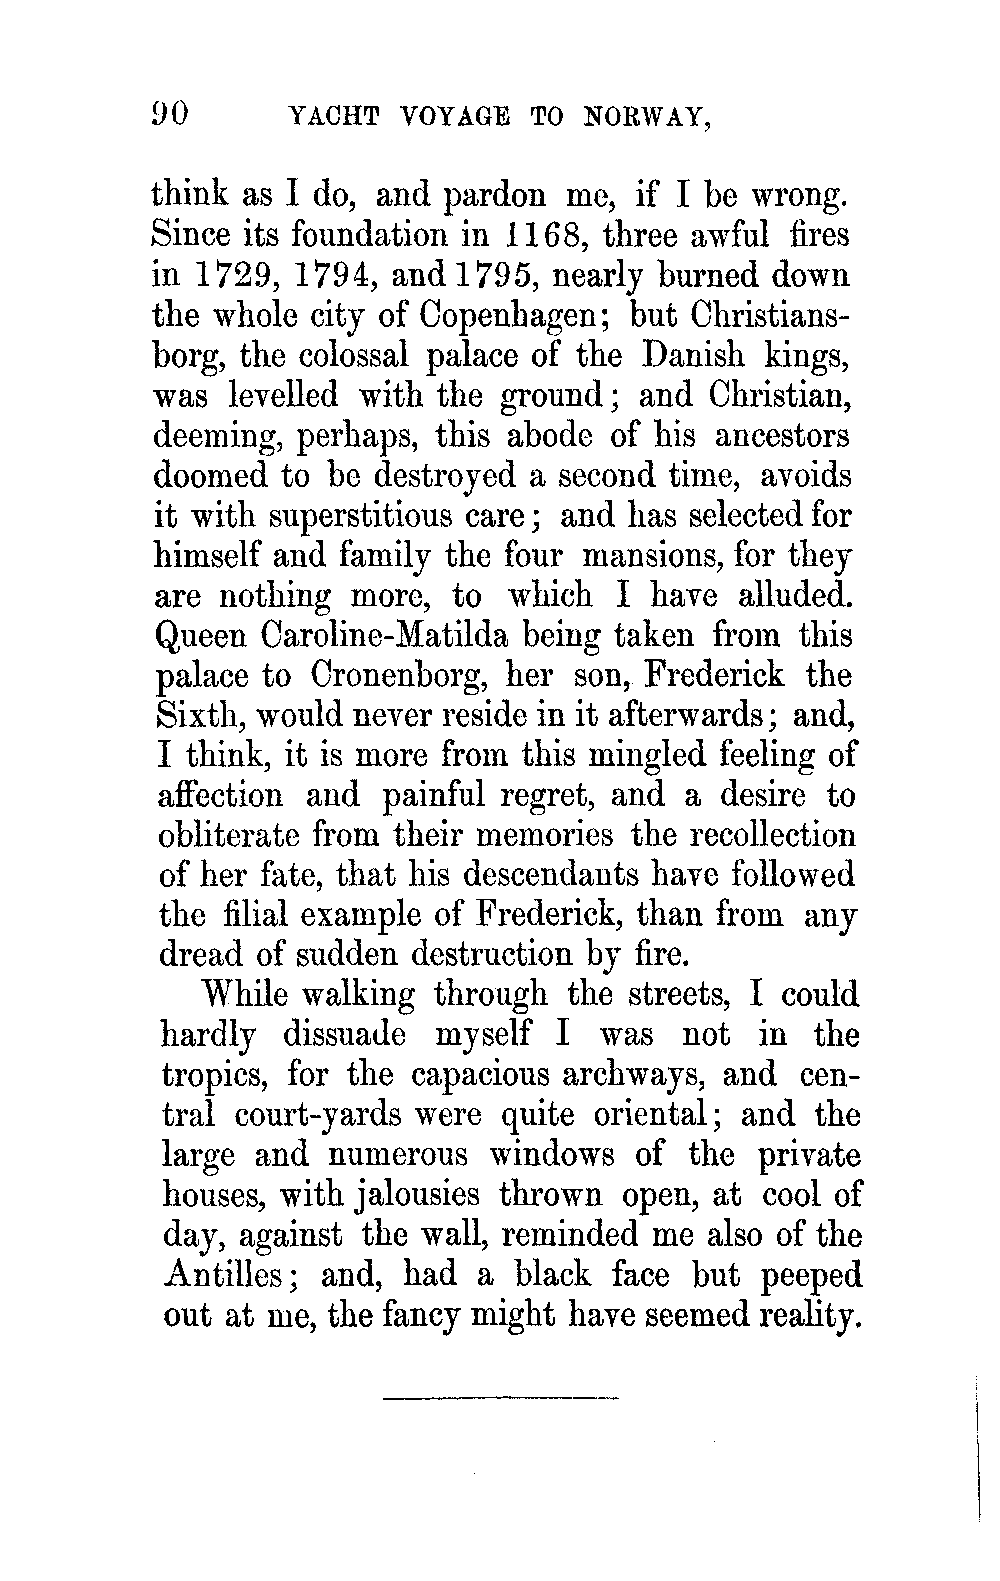 90 YACHT VOYAGE TO NORWAY,
think as I do, and pardon me, if I be wrong.
Since its foundation in 1168, three awful fires
in 1729, 1794, and 1795, nearly burned down
the whole city of Copenhagen; but Christians-
borg, the colossal palace of the Danish kings,
was levelled with the ground; and Christian,
deeming, perhaps, this abode of his ancestors
doomed to be destroyed a second time, avoids
it with superstitious care; and has selected for
himself and family the four mansions, for they
are nothing more, to which I have alluded.
Queen Caroline-Matilda being taken from this
palace to Cronenborg, her son, Frederick the
Sixth, would never reside in it afterwards; and,
I think, it is more from this mingled feeling of
affection and painful regret, and a desire to
obliterate from their memories the recollection
of her fate, that his descendants have followed
the filial example of Frederick, than from any
dread of sudden destruction by fire.
While walking through the streets, I could
hardly dissuade myself I was not in the
tropics, for the capacious archways, and cen-
tral court-yards were quite oriental; and the
large and numerous windows of the private
houses, with jalousies thrown open, at cool of
day, against the wall, reminded me also of the
Antilles; and, had a black face but peeped
out at me, the fancy might have seemed reality.